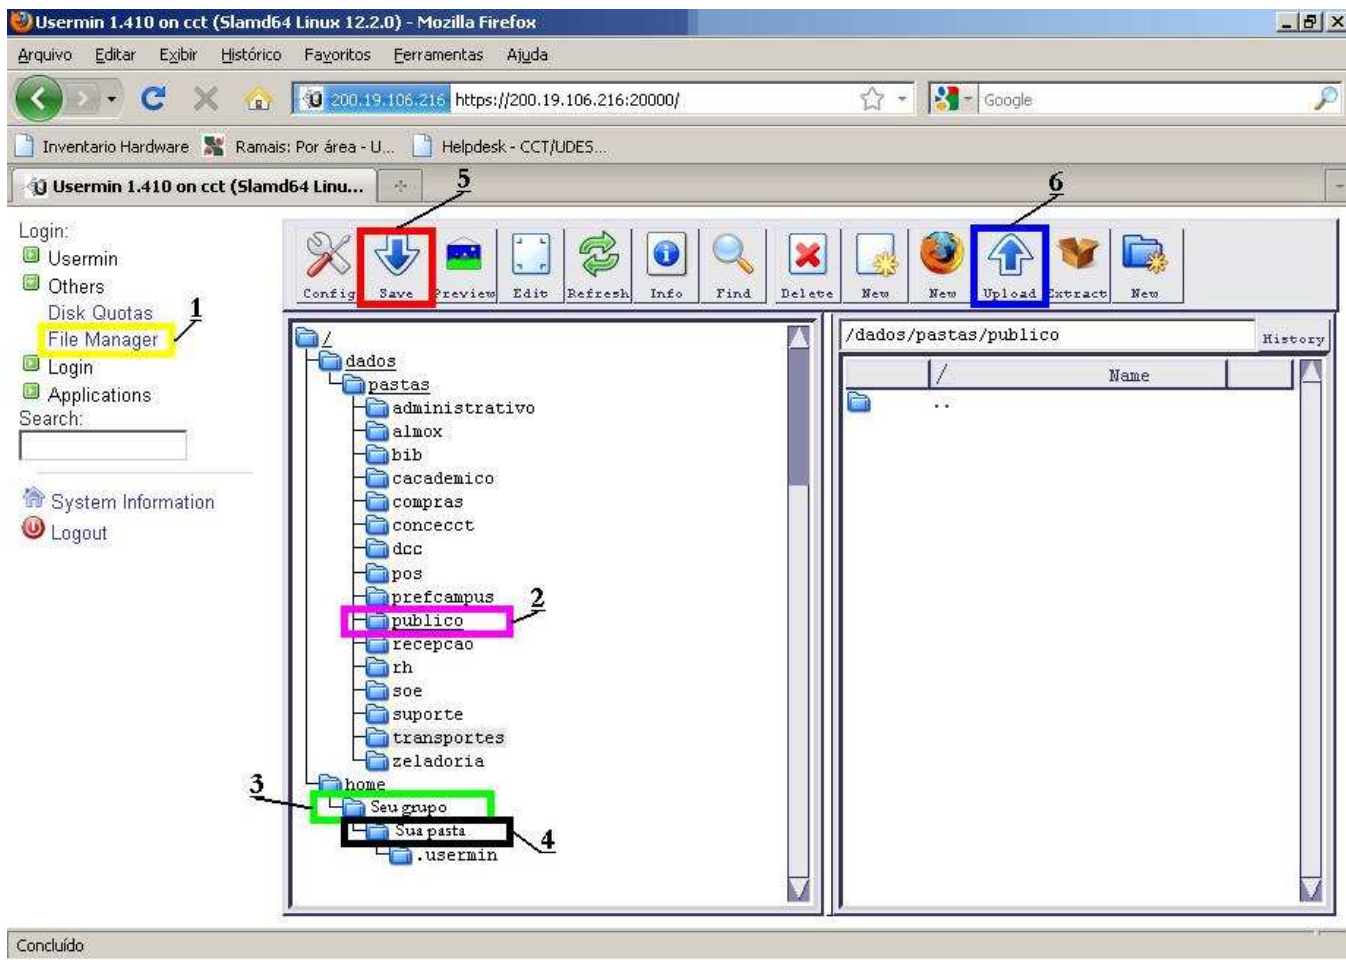 Usermin 1.410 on cct (Slamd64 Linux 12.2.0) - Mozilla Firefox
Arquivo Editar Exibir Histórico Favoritos Ferramentas Ajuda
200.19.106.216 https://200.19.106.216:20000/ Google
Inventario Hardware Ramais: Por área - U... Helpdesk - CCT/UDES...
Usermin 1.410 on cct (Slamd64 Linu...
5
6
Login:
Usermin
Others
Disk Quotas
File Manager
1
Login
Applications
Search:
System Information
Logout
Config Save Preview Edit Refresh Info Find Delete New New Upload Extract New
/
dados
pastas
administrativo
almox
bib
cacademico
compras
concecct
dcc
pos
prefcampus
publico
2
recepcao
rh
soe
suporte
transportes
zeladoria
home
3
Seu grupo
Sua pasta
4
.usermin
/dados/pastas/publico History
/ Name
..
Concluído